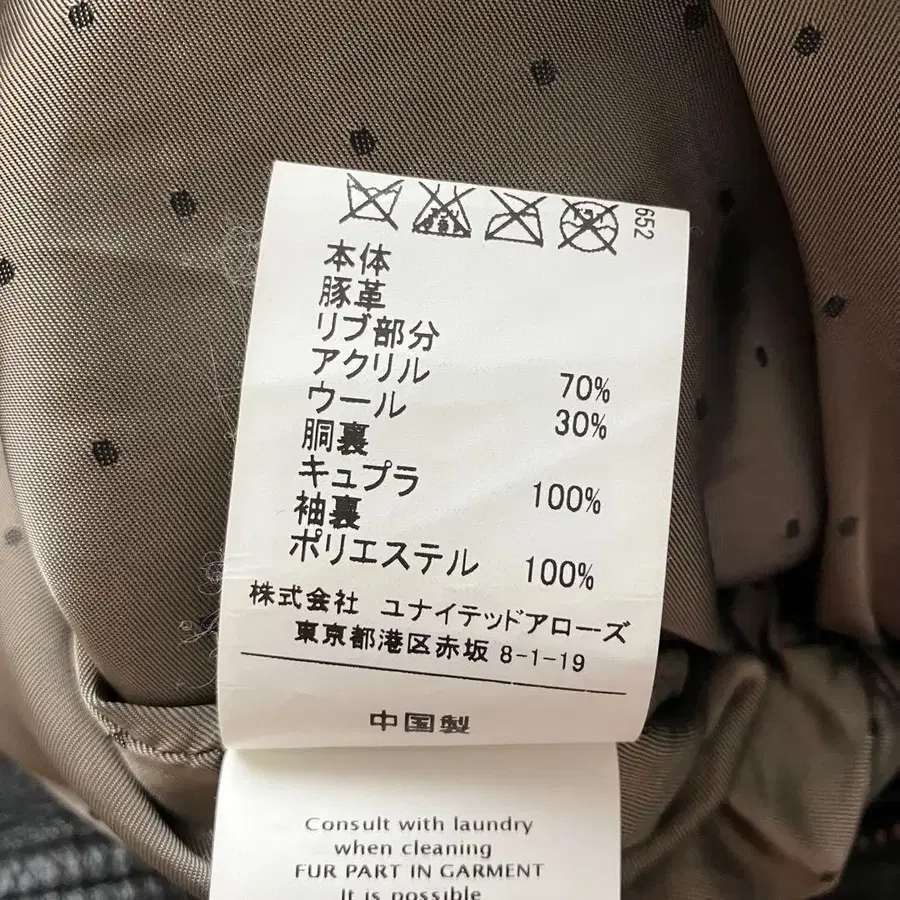 652
本体
豚革
リブ部分
アクリル 70%
ウール 30%
胴裏
キュプラ 100%
袖裏
ポリエステル 100%
株式会社 ユナイテッドアローズ
東京都港区赤坂 8-1-19
中国製
Consult with laundry
when cleaning
FUR PART IN GARMENT
It is possible